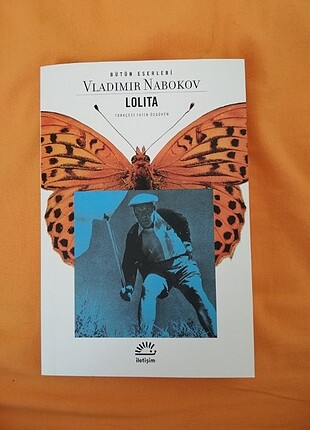 BÜTÜN ESERLERİ
VLADIMIR NABOKOV
LOLITA
TÜRKÇESİ FATİH ÖZGÜVEN
iletişim